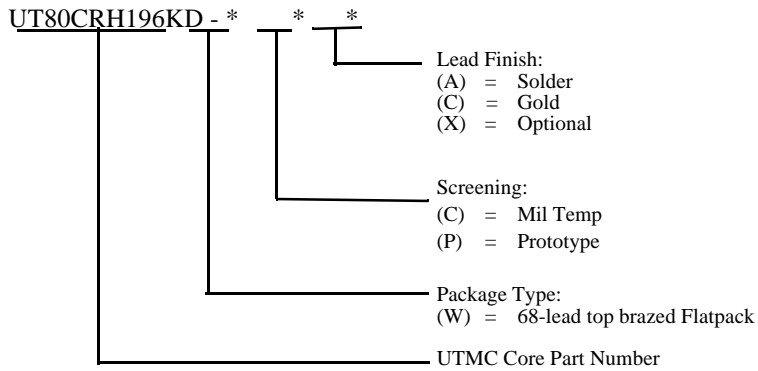 UT80CRH196KD - * * *
Lead Finish:
(A) = Solder
(C) = Gold
(X) = Optional
Screening:
(C) = Mil Temp
(P) = Prototype
Package Type:
(W) = 68-lead top brazed Flatpack
UTMC Core Part Number